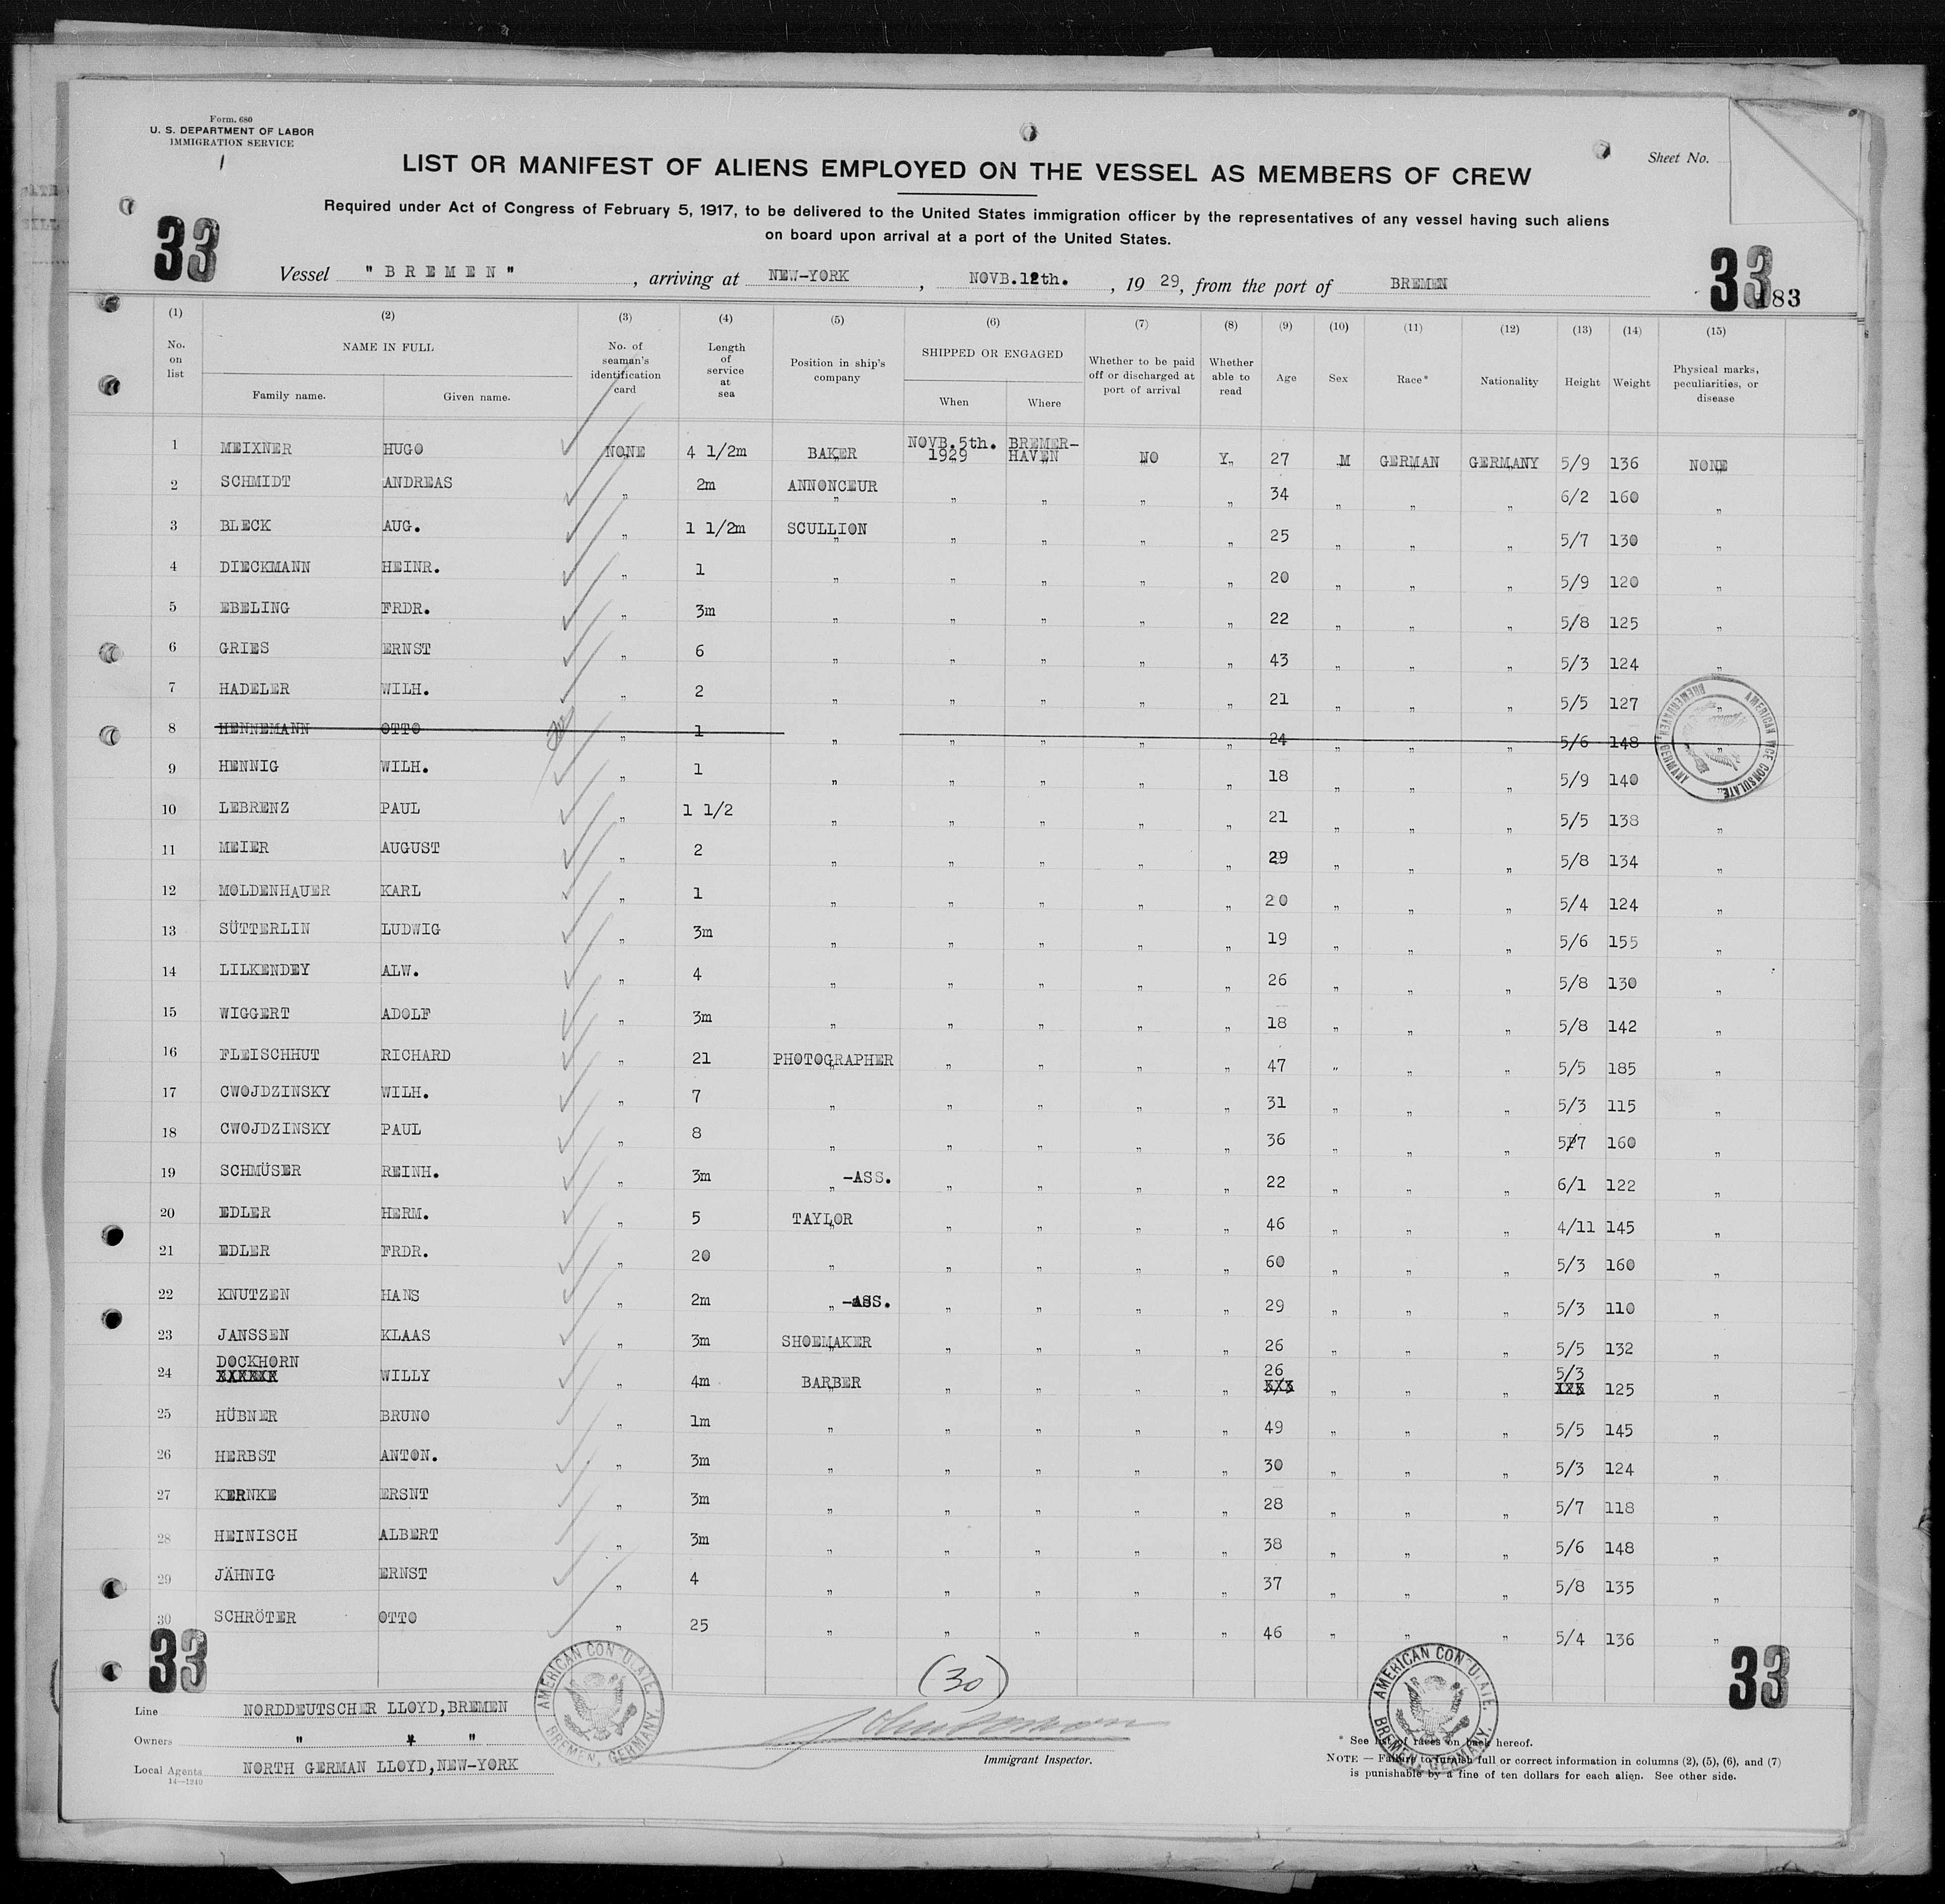 Form. 680
U. S. DEPARTMENT OF LABOR
IMMIGRATION SERVICE
Sheet No.
LIST OR MANIFEST OF ALIENS EMPLOYED ON THE VESSEL AS MEMBERS OF CREW
Required under Act of Congress of February 5, 1917, to be delivered to the United States immigration officer by the representatives of any vessel having such aliens
on board upon arrival at a port of the United States.
33 33
Vessel "BREMEN", arriving at NEW-YORK, NOVB.12th., 1929, from the port of BREMEN
83
(1) (2) (3) (4) (5) (6) (7) (8) (9) (10) (11) (12) (13) (14) (15)
No. on list NAME IN FULL Family name. Given name. No. of seaman's identification card Length of service at sea Position in ship's company SHIPPED OR ENGAGED When Where Whether to be paid off or discharged at port of arrival Whether able to read Age Sex Race* Nationality Height Weight Physical marks, peculiarities, or disease
1 MEIXNER HUGO NONE 4 1/2m BAKER NOVB.5th. 1929 BREMER-HAVEN NO Y. 27 M GERMAN GERMANY 5/9 136 NONE
2 SCHMIDT ANDREAS " 2m ANNONCEUR " " " " 34 " " " 6/2 160 "
3 BLECK AUG. " 1 1/2m SCULLION " " " " 25 " " " 5/7 130 "
4 DIECKMANN HEINR. " 1 " " " " " 20 " " " 5/9 120 "
5 EBELING FRDR. " 3m " " " " " 22 " " " 5/8 125 "
6 GRIES ERNST " 6 " " " " " 43 " " " 5/3 124 "
7 HADELER WILH. " 2 " " " " " 21 " " " 5/5 127 "
8 HENNEMANN OTTO " 1 " " " " " 24 " " " 5/6 148 "
9 HENNIG WILH. " 1 " " " " " 18 " " " 5/9 140 "
10 LEBRENZ PAUL " 1 1/2 " " " " " 21 " " " 5/5 138 "
11 MEIER AUGUST " 2 " " " " " 29 " " " 5/8 134 "
12 MOLDENHAUER KARL " 1 " " " " " 20 " " " 5/4 124 "
13 SÜTTERLIN LUDWIG " 3m " " " " " 19 " " " 5/6 155 "
14 LILKENDEY ALW. " 4 " " " " " 26 " " " 5/8 130 "
15 WIGGERT ADOLF " 3m " " " " " 18 " " " 5/8 142 "
16 FLEISCHHUT RICHARD " 21 PHOTOGRAPHER " " " " 47 " " " 5/5 185 "
17 CWOJDZINSKY WILH. " 7 " " " " " 31 " " " 5/3 115 "
18 CWOJDZINSKY PAUL " 8 " " " " " 36 " " " 5/7 160 "
19 SCHMÜSER REINH. " 3m " -ASS. " " " " 22 " " " 6/1 122 "
20 EDLER HERM. " 5 TAYLOR " " " " 46 " " " 4/11 145 "
21 EDLER FRDR. " 20 " " " " " 60 " " " 5/3 160 "
22 KNUTZEN HANS " 2m " -ASS. " " " " 29 " " " 5/3 110 "
23 JANSSEN KLAAS " 3m SHOEMAKER " " " " 26 " " " 5/5 132 "
24 DOCKHORN WILLY " 4m BARBER " " " " 26 " " " 5/3 125 "
25 HÜBNER BRUNO " 1m " " " " " 49 " " " 5/5 145 "
26 HERBST ANTON. " 3m " " " " " 30 " " " 5/3 124 "
27 KERNKE ERSNT " 3m " " " " " 28 " " " 5/7 118 "
28 HEINISCH ALBERT " 3m " " " " " 38 " " " 5/6 148 "
29 JÄHNIG ERNST " 4 " " " " " 37 " " " 5/8 135 "
30 SCHRÖTER OTTO " 25 " " " " " 46 " " " 5/4 136 "
AMERICAN VICE CONSULATE. BREMERHAVEN, GERMANY
33 33
(30)
AMERICAN CONSULATE. BREMEN, GERMANY.
AMERICAN CONSULATE. BREMEN, GERMANY.
Line NORDDEUTSCHER LLOYD,BREMEN
Owners " " "
Local Agents NORTH GERMAN LLOYD,NEW-YORK
14—1240
Immigrant Inspector.
* See list of races on back hereof.
NOTE — Failure to furnish full or correct information in columns (2), (5), (6), and (7)
is punishable by a fine of ten dollars for each alien. See other side.